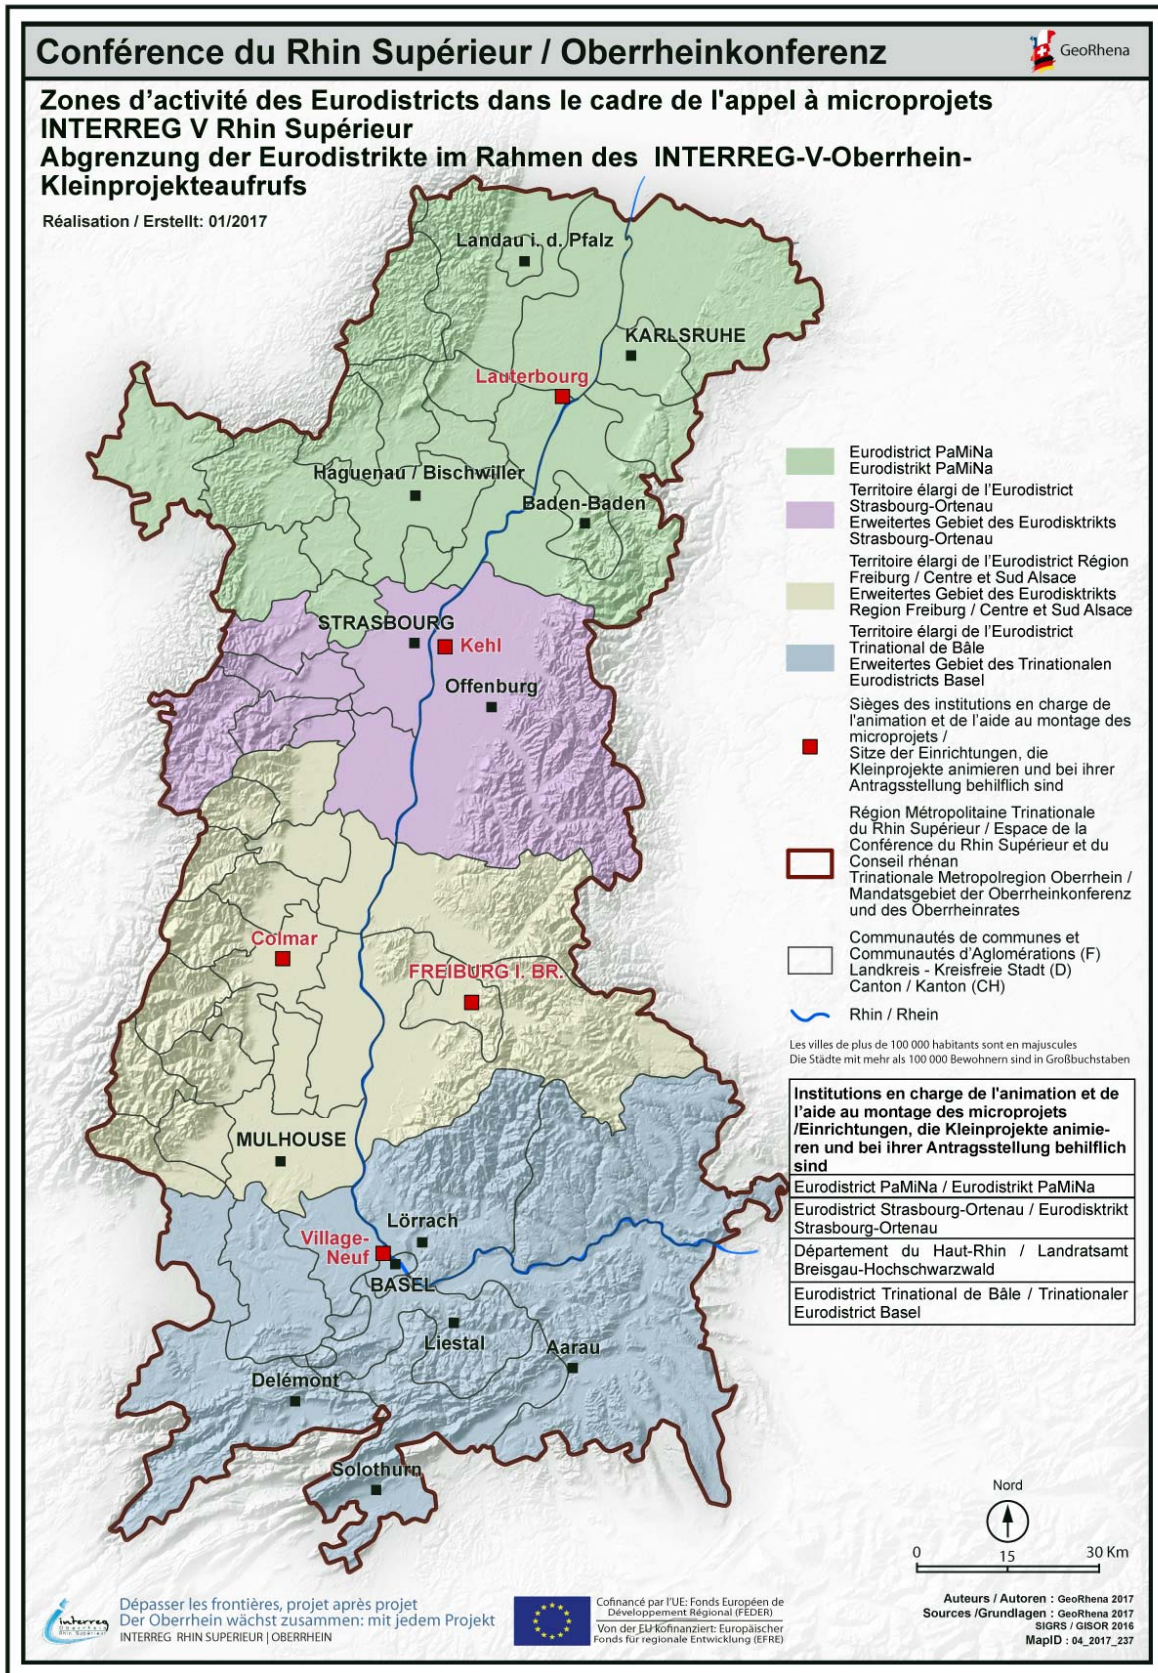 Conférence du Rhin Supérieur / Oberrheinkonferenz
GeoRhena
Zones d’activité des Eurodistricts dans le cadre de l'appel à microprojets
INTERREG V Rhin Supérieur
Abgrenzung der Eurodistrikte im Rahmen des INTERREG-V-Oberrhein-
Kleinprojekteaufrufs
Réalisation / Erstellt: 01/2017
Landau i. d. Pfalz
KARLSRUHE
Lauterbourg
Haguenau / Bischwiller
Baden-Baden
STRASBOURG
Kehl
Offenburg
Colmar
FREIBURG I. BR.
MULHOUSE
Lörrach
Village-
Neuf
BASEL
Liestal
Aarau
Delémont
Solothurn
Eurodistrict PaMiNa
Eurodistrikt PaMiNa
Territoire élargi de l’Eurodistrict
Strasbourg-Ortenau
Erweitertes Gebiet des Eurodisktrikts
Strasbourg-Ortenau
Territoire élargi de l’Eurodistrict Région
Freiburg / Centre et Sud Alsace
Erweitertes Gebiet des Eurodisktrikts
Region Freiburg / Centre et Sud Alsace
Territoire élargi de l’Eurodistrict
Trinational de Bâle
Erweitertes Gebiet des Trinationalen
Eurodistricts Basel
Sièges des institutions en charge de
l'animation et de l’aide au montage des
microprojets /
Sitze der Einrichtungen, die
Kleinprojekte animieren und bei ihrer
Antragsstellung behilflich sind
Région Métropolitaine Trinationale
du Rhin Supérieur / Espace de la
Conférence du Rhin Supérieur et du
Conseil rhénan
Trinationale Metropolregion Oberrhein /
Mandatsgebiet der Oberrheinkonferenz
und des Oberrheinrates
Communautés de communes et
Communautés d’Aglomérations (F)
Landkreis - Kreisfreie Stadt (D)
Canton / Kanton (CH)
Rhin / Rhein
Les villes de plus de 100 000 habitants sont en majuscules
Die Städte mit mehr als 100 000 Bewohnern sind in Großbuchstaben
Institutions en charge de l'animation et de
l’aide au montage des microprojets
/Einrichtungen, die Kleinprojekte animie-
ren und bei ihrer Antragsstellung behilflich
sind
Eurodistrict PaMiNa / Eurodistrikt PaMiNa
Eurodistrict Strasbourg-Ortenau / Eurodisktrikt
Strasbourg-Ortenau
Département du Haut-Rhin / Landratsamt
Breisgau-Hochschwarzwald
Eurodistrict Trinational de Bâle / Trinationaler
Eurodistrict Basel
Nord
0 15 30 Km
interreg
Oberrhein
Rhin Supérieur
Dépasser les frontières, projet après projet
Der Oberrhein wächst zusammen: mit jedem Projekt
INTERREG RHIN SUPERIEUR | OBERRHEIN
Cofinancé par l'UE: Fonds Européen de
Développement Régional (FEDER)
Von der EU kofinanziert: Europäischer
Fonds für regionale Entwicklung (EFRE)
Auteurs / Autoren : GeoRhena 2017
Sources /Grundlagen : GeoRhena 2017
SIGRS / GISOR 2016
MapID : 04_2017_237